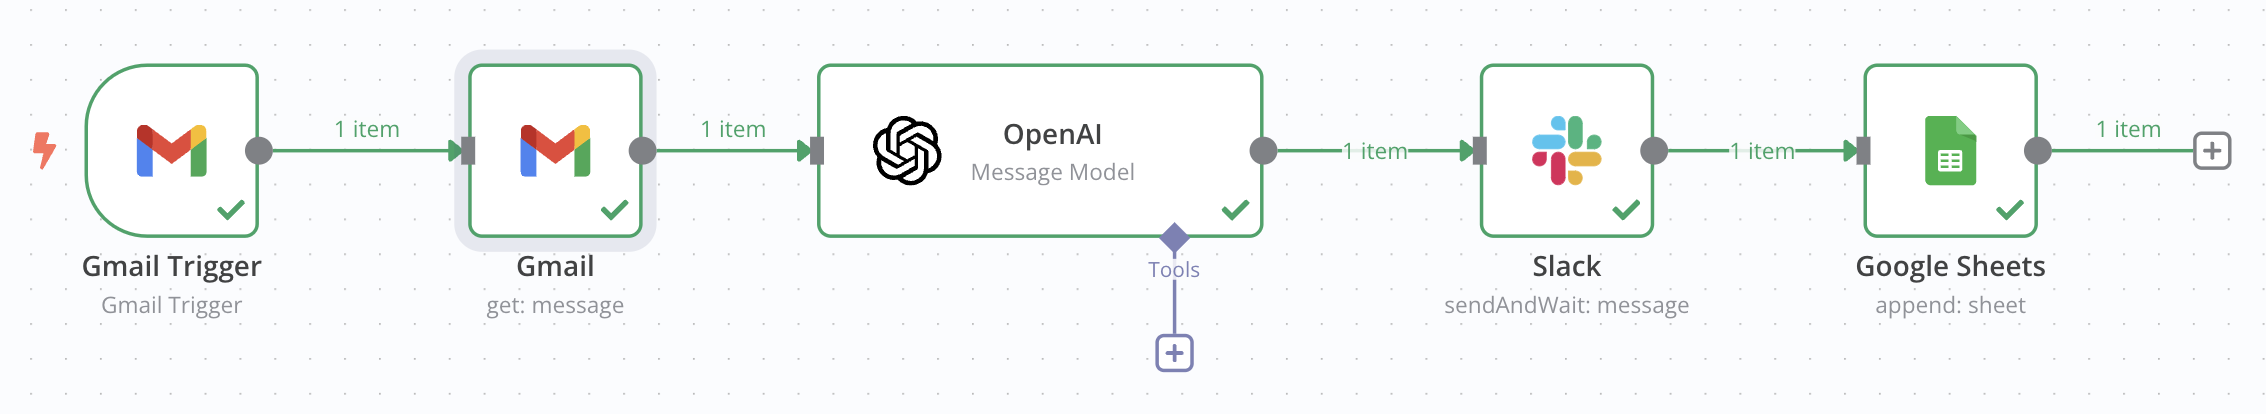 1 item
1 item
1 item
1 item
1 item
OpenAI
Message Model
Tools
Gmail Trigger
Gmail Trigger
Gmail
get: message
Slack
sendAndWait: message
Google Sheets
append: sheet